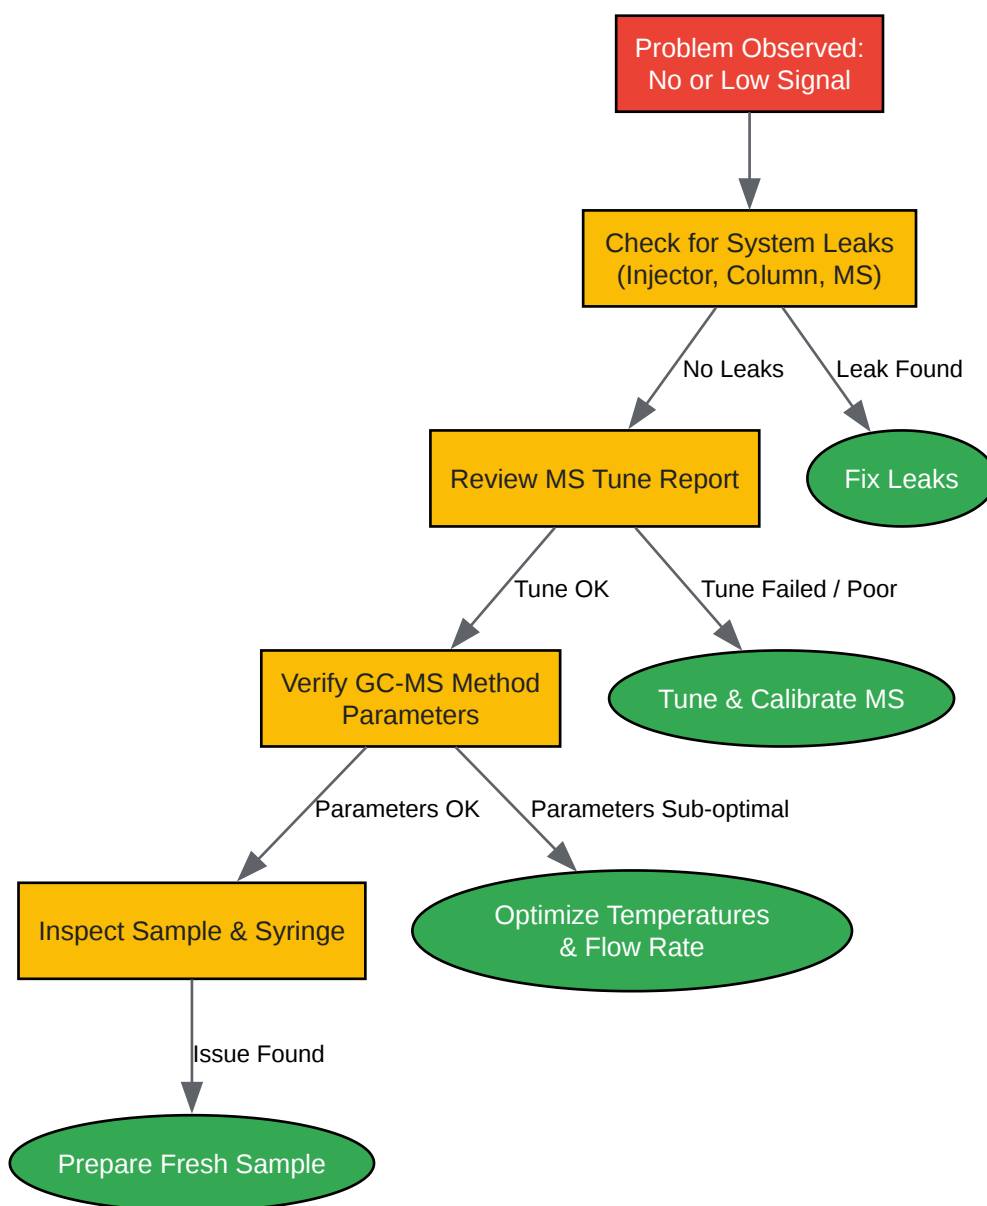 Problem Observed:
No or Low Signal
Check for System Leaks
(Injector, Column, MS)
No Leaks
Leak Found
Review MS Tune Report
Fix Leaks
Tune OK
Tune Failed / Poor
Verify GC-MS Method
Parameters
Tune & Calibrate MS
Parameters OK
Parameters Sub-optimal
Inspect Sample & Syringe
Optimize Temperatures
& Flow Rate
Issue Found
Prepare Fresh Sample